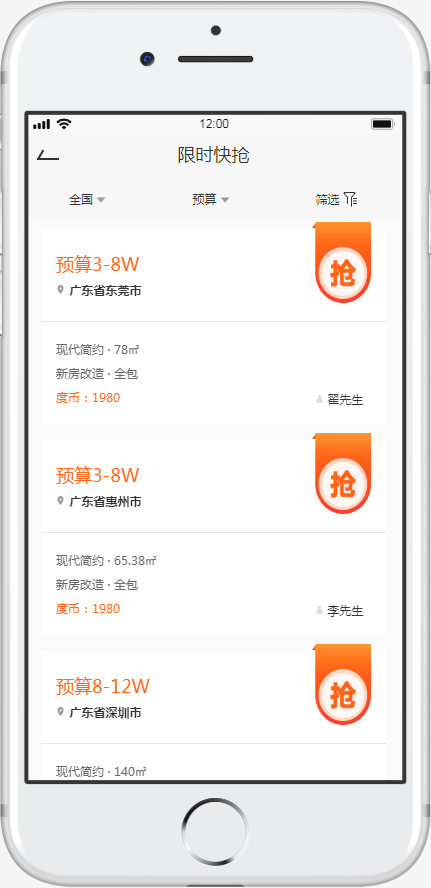 12:00
限时快抢
全国 预算 筛选
预算3-8W
抢
广东省东莞市
现代简约 · 78㎡
新房改造 · 全包
度币：1980
翟先生
预算3-8W
抢
广东省惠州市
现代简约 · 65.38㎡
新房改造 · 全包
度币：1980
李先生
预算8-12W
抢
广东省深圳市
现代简约 · 140㎡